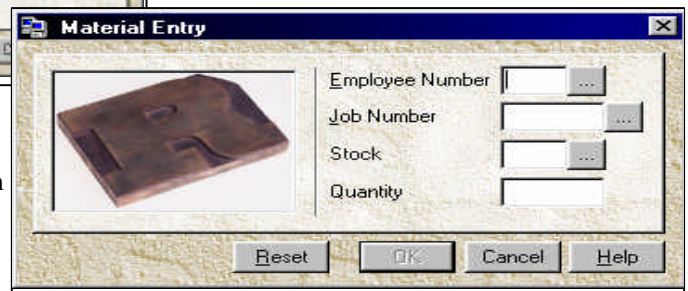 Material Entry
Employee Number ...
Job Number ...
Stock ...
Quantity
Reset OK Cancel Help